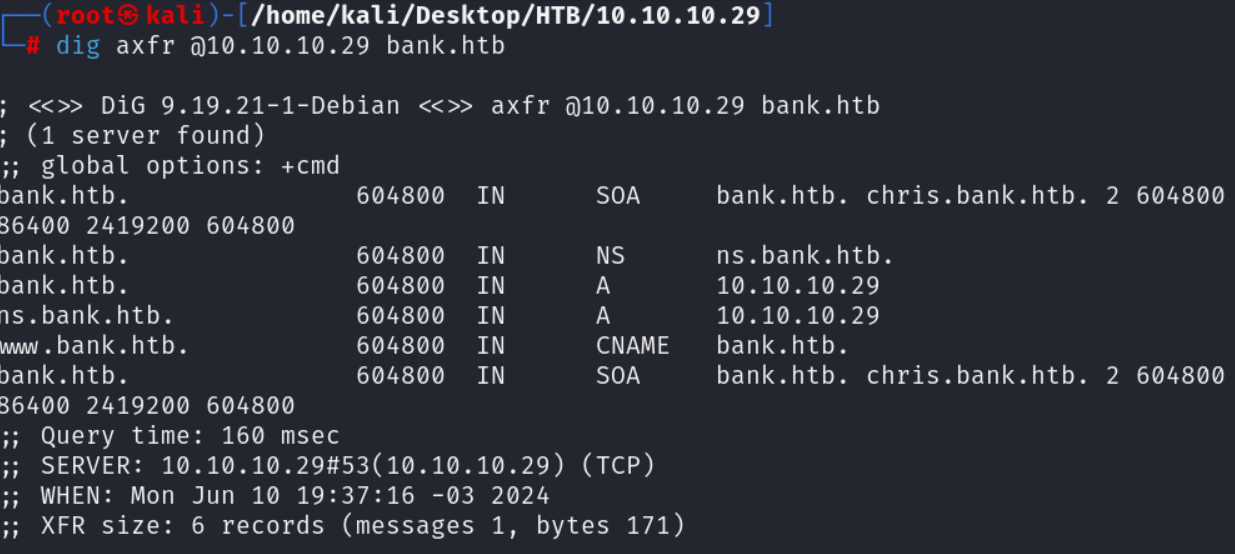 ┌──(root㉿kali)-[/home/kali/Desktop/HTB/10.10.10.29]
└─# dig axfr @10.10.10.29 bank.htb
; <<>> DiG 9.19.21-1-Debian <<>> axfr @10.10.10.29 bank.htb
; (1 server found)
;; global options: +cmd
bank.htb. 604800 IN SOA bank.htb. chris.bank.htb. 2 604800
86400 2419200 604800
bank.htb. 604800 IN NS ns.bank.htb.
bank.htb. 604800 IN A 10.10.10.29
ns.bank.htb. 604800 IN A 10.10.10.29
www.bank.htb. 604800 IN CNAME bank.htb.
bank.htb. 604800 IN SOA bank.htb. chris.bank.htb. 2 604800
86400 2419200 604800
;; Query time: 160 msec
;; SERVER: 10.10.10.29#53(10.10.10.29) (TCP)
;; WHEN: Mon Jun 10 19:37:16 -03 2024
;; XFR size: 6 records (messages 1, bytes 171)